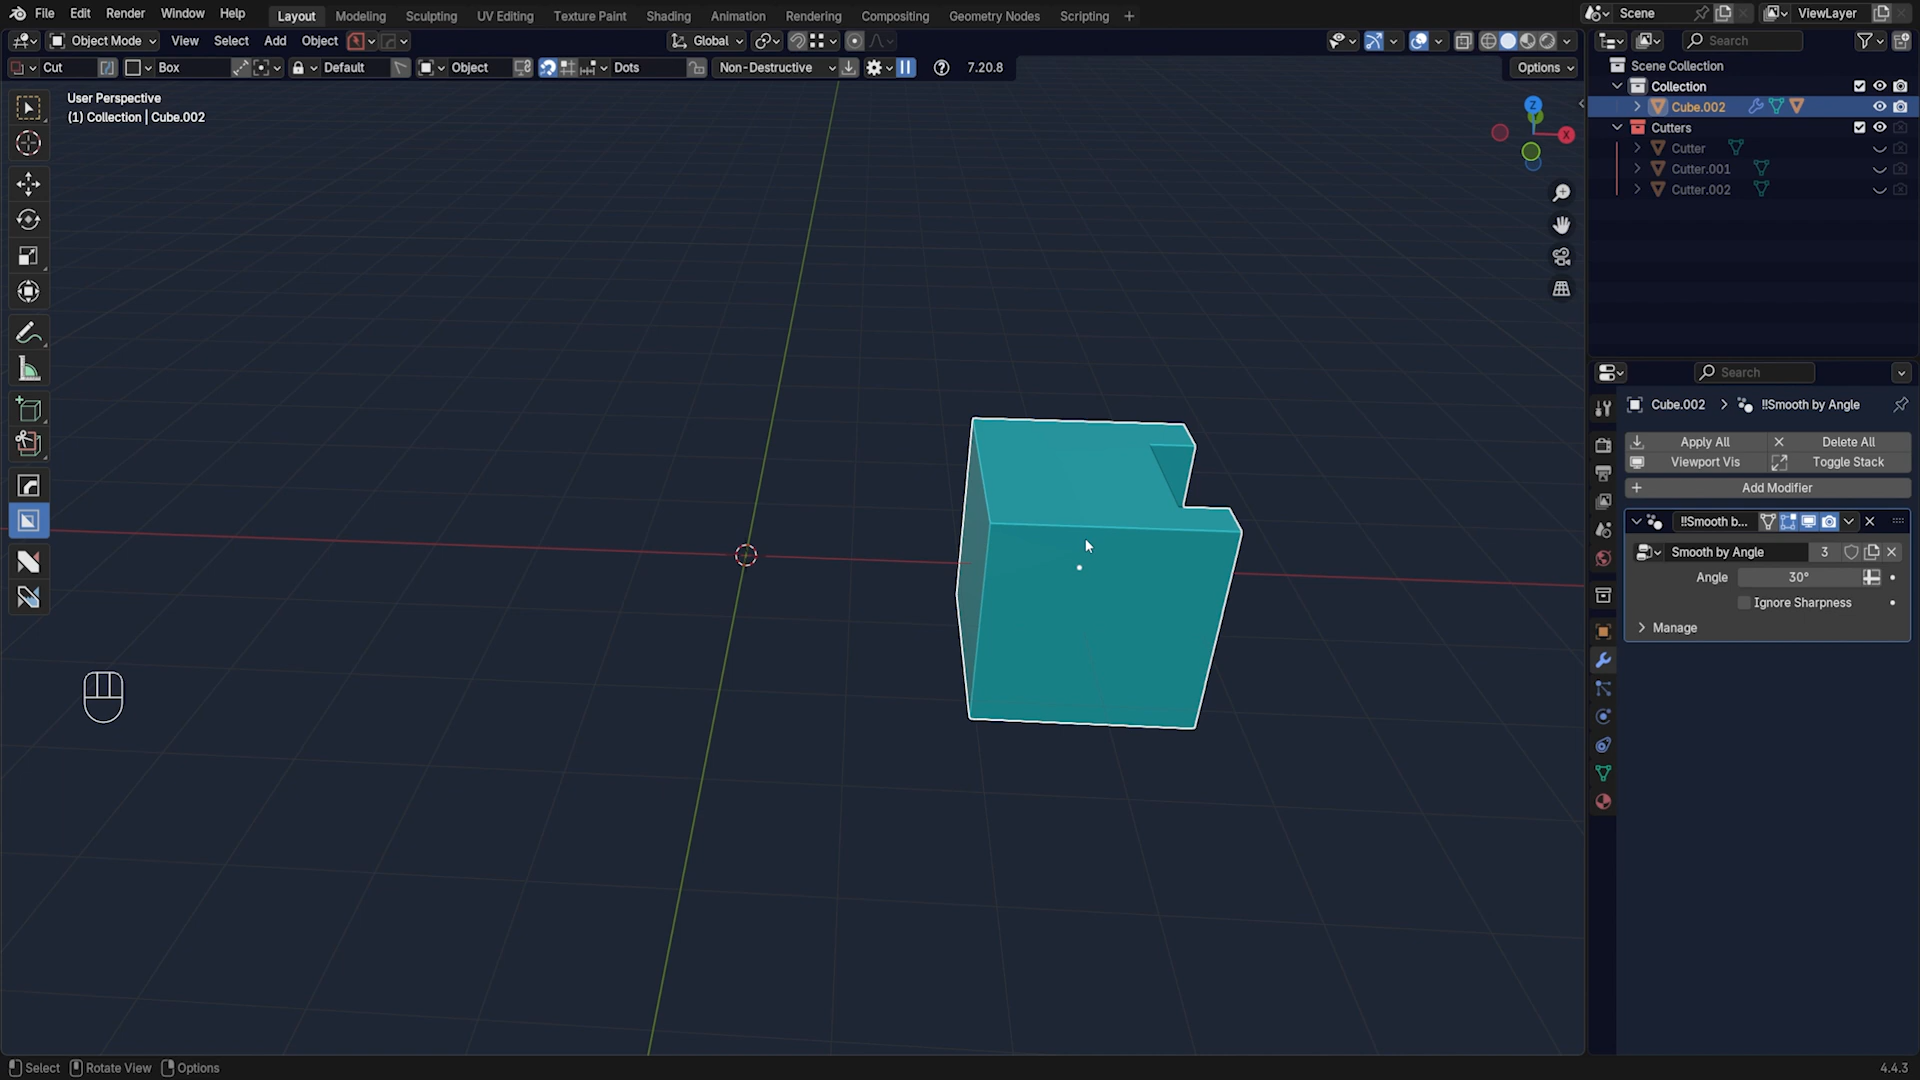 File Edit Render Window Help Layout Modeling Sculpting UV Editing Texture Paint Shading Animation Rendering Compositing Geometry Nodes Scripting + Scene ViewLayer
Object Mode View Select Add Object Global Search
Cut Box Default Object Dots Non-Destructive 7.20.8 Options
User Perspective
(1) Collection | Cube.002
Z
X
Scene Collection
Collection
Cube.002
Cutters
Cutter
Cutter.001
Cutter.002
Search
Cube.002 > !!Smooth by Angle
Apply All Delete All
Viewport Vis Toggle Stack
Add Modifier
!!Smooth b...
Smooth by Angle 3
Angle 30°
Ignore Sharpness
Manage
Select Rotate View Options 4.4.3